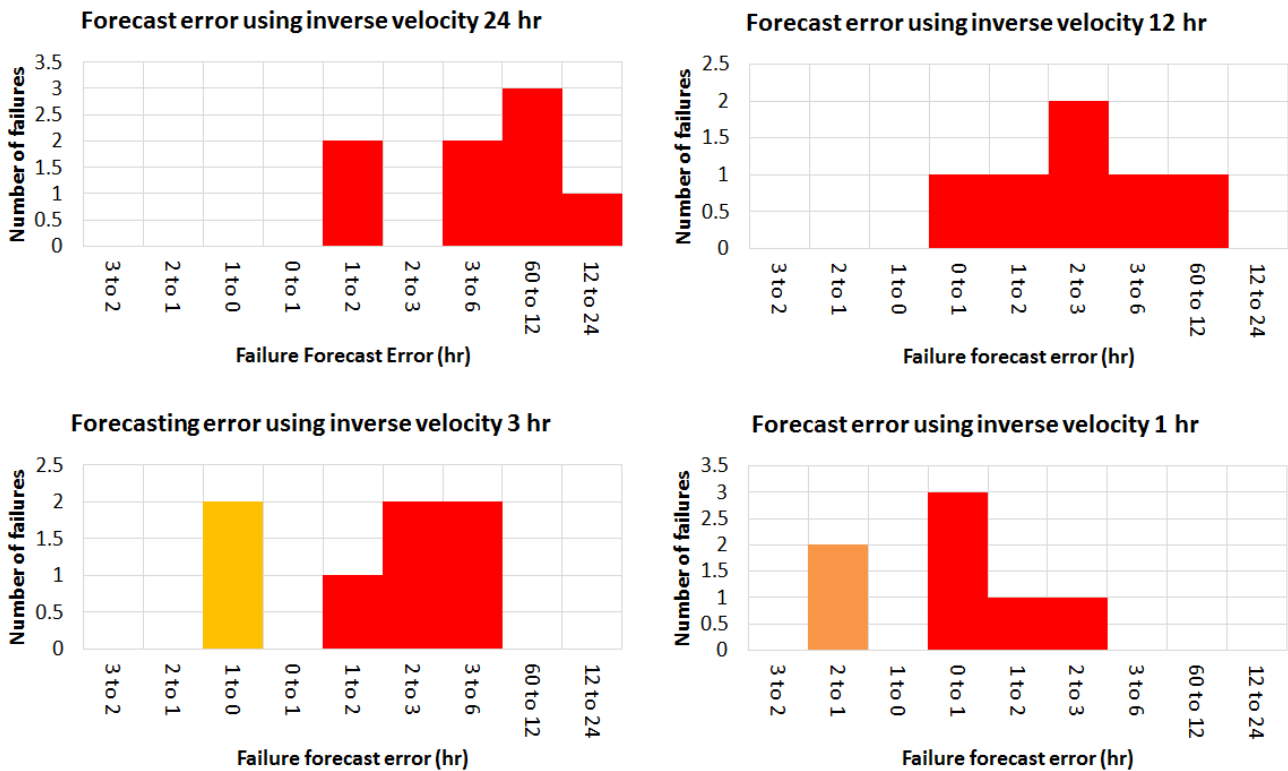 Forecast error using inverse velocity 24 hr
Number of failures
3.5
3
2.5
2
1.5
1
0.5
0
3 to 2
2 to 1
1 to 0
0 to 1
1 to 2
2 to 3
3 to 6
60 to 12
12 to 24
Failure Forecast Error (hr)
Forecast error using inverse velocity 12 hr
Number of failures
2.5
2
1.5
1
0.5
0
3 to 2
2 to 1
1 to 0
0 to 1
1 to 2
2 to 3
3 to 6
60 to 12
12 to 24
Failure forecast error (hr)
Forecasting error using inverse velocity 3 hr
Number of failures
2.5
2
1.5
1
0.5
0
3 to 2
2 to 1
1 to 0
0 to 1
1 to 2
2 to 3
3 to 6
60 to 12
12 to 24
Failure forecast error (hr)
Forecast error using inverse velocity 1 hr
Number of failures
3.5
3
2.5
2
1.5
1
0.5
0
3 to 2
2 to 1
1 to 0
0 to 1
1 to 2
2 to 3
3 to 6
60 to 12
12 to 24
Failure forecast error (hr)